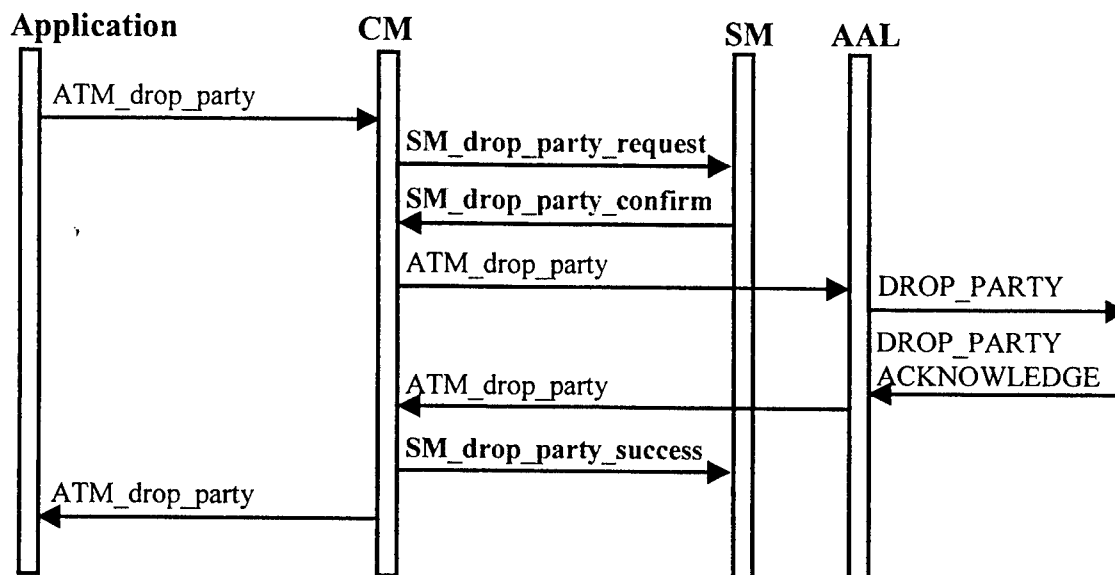 Application
CM
SM
AAL
ATM_drop_party
SM_drop_party_request
SM_drop_party_confirm
ATM_drop_party
DROP_PARTY
DROP_PARTY
ACKNOWLEDGE
ATM_drop_party
SM_drop_party_success
ATM_drop_party